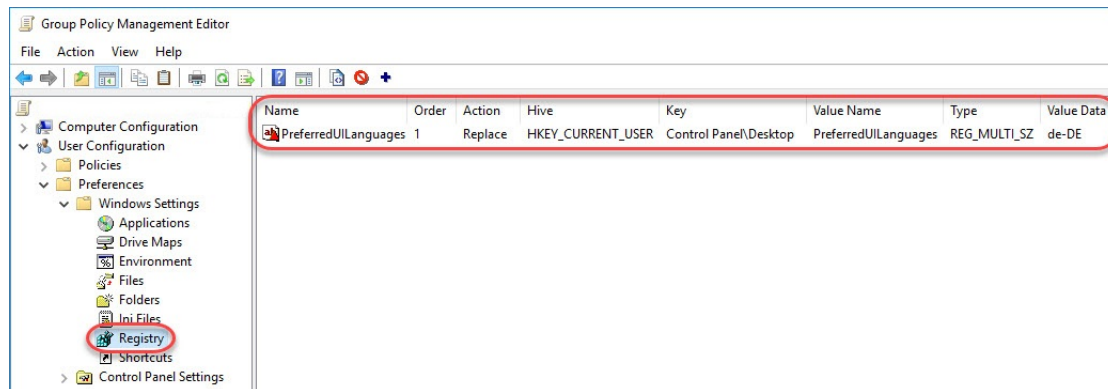 Group Policy Management Editor
File Action View Help
Computer Configuration
User Configuration
Policies
Preferences
Windows Settings
Applications
Drive Maps
Environment
Files
Folders
Ini Files
Registry
Shortcuts
Control Panel Settings
Name Order Action Hive Key Value Name Type Value Data
PreferredUILanguages 1 Replace HKEY_CURRENT_USER Control Panel\Desktop PreferredUILanguages REG_MULTI_SZ de-DE